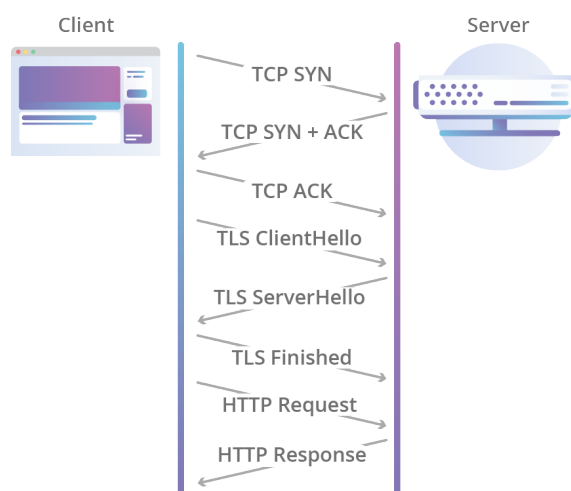 Client
Server
TCP SYN
TCP SYN + ACK
TCP ACK
TLS ClientHello
TLS ServerHello
TLS Finished
HTTP Request
HTTP Response